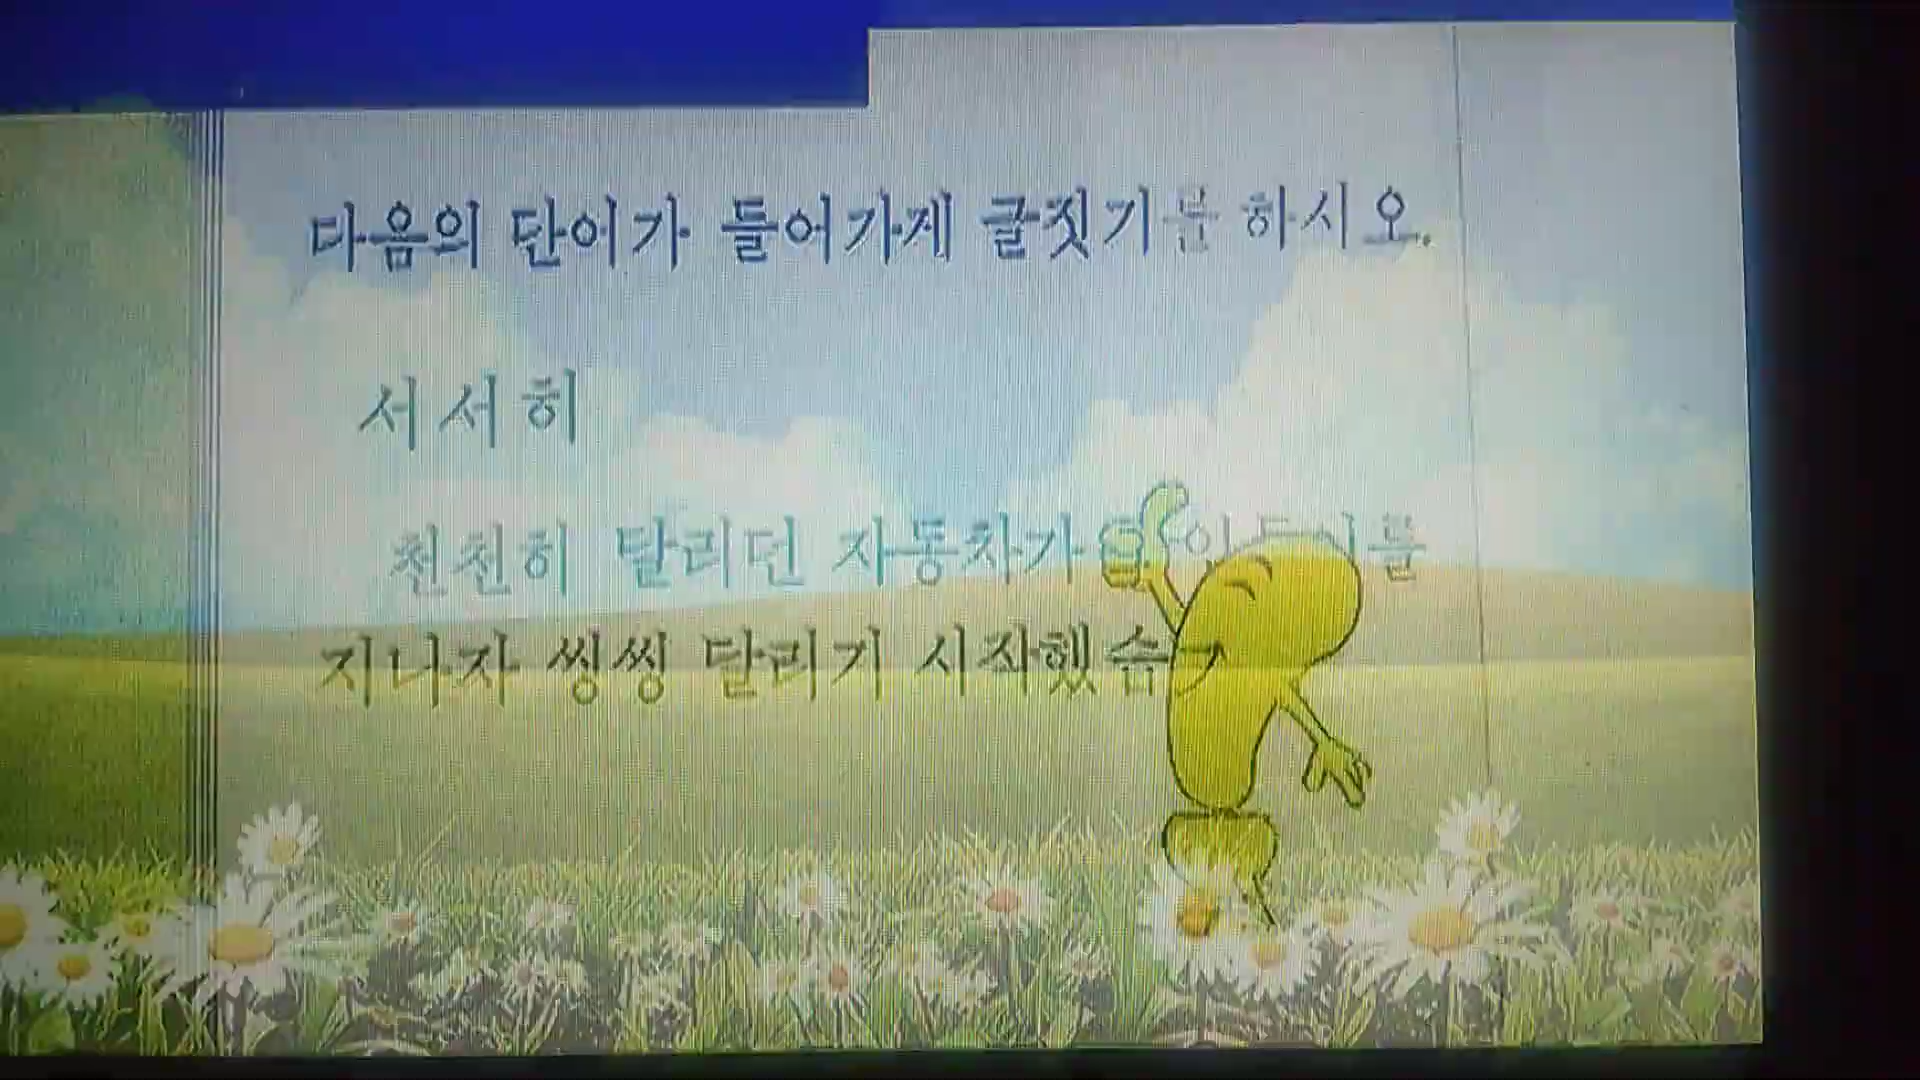 다음의 단어가 들어가게 글짓기를 하시오.
서서히
천천히 달리던 자동차가
지나자 씽씽 달리기 시작했습